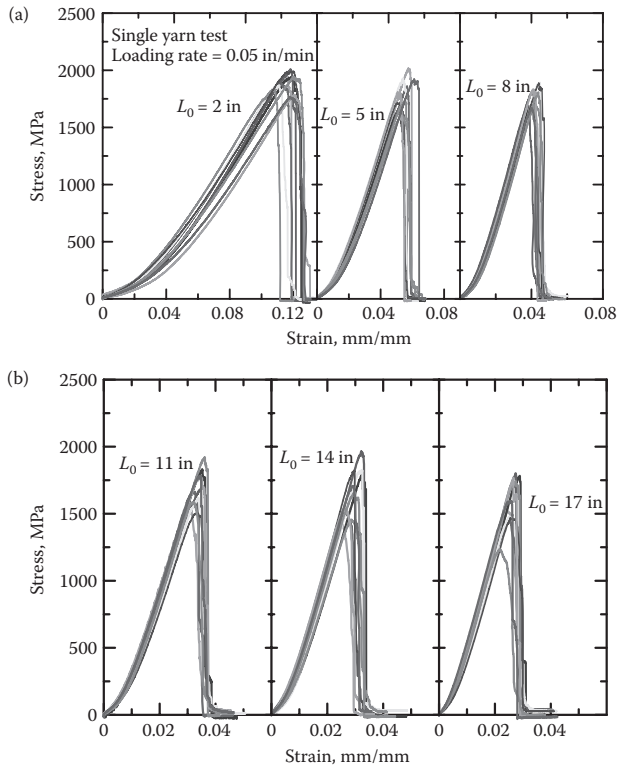 (a)
Single yarn test
Loading rate = 0.05 in/min
L0 = 2 in
L0 = 5 in
L0 = 8 in
Stress, MPa
2500
2000
1500
1000
500
0
0 0.04 0.08 0.12 0 0.04 0.08 0 0.04 0.08
Strain, mm/mm
(b)
L0 = 11 in
L0 = 14 in
L0 = 17 in
Stress, MPa
2500
2000
1500
1000
500
0
0 0.02 0.04 0 0.02 0.04 0 0.02 0.04
Strain, mm/mm